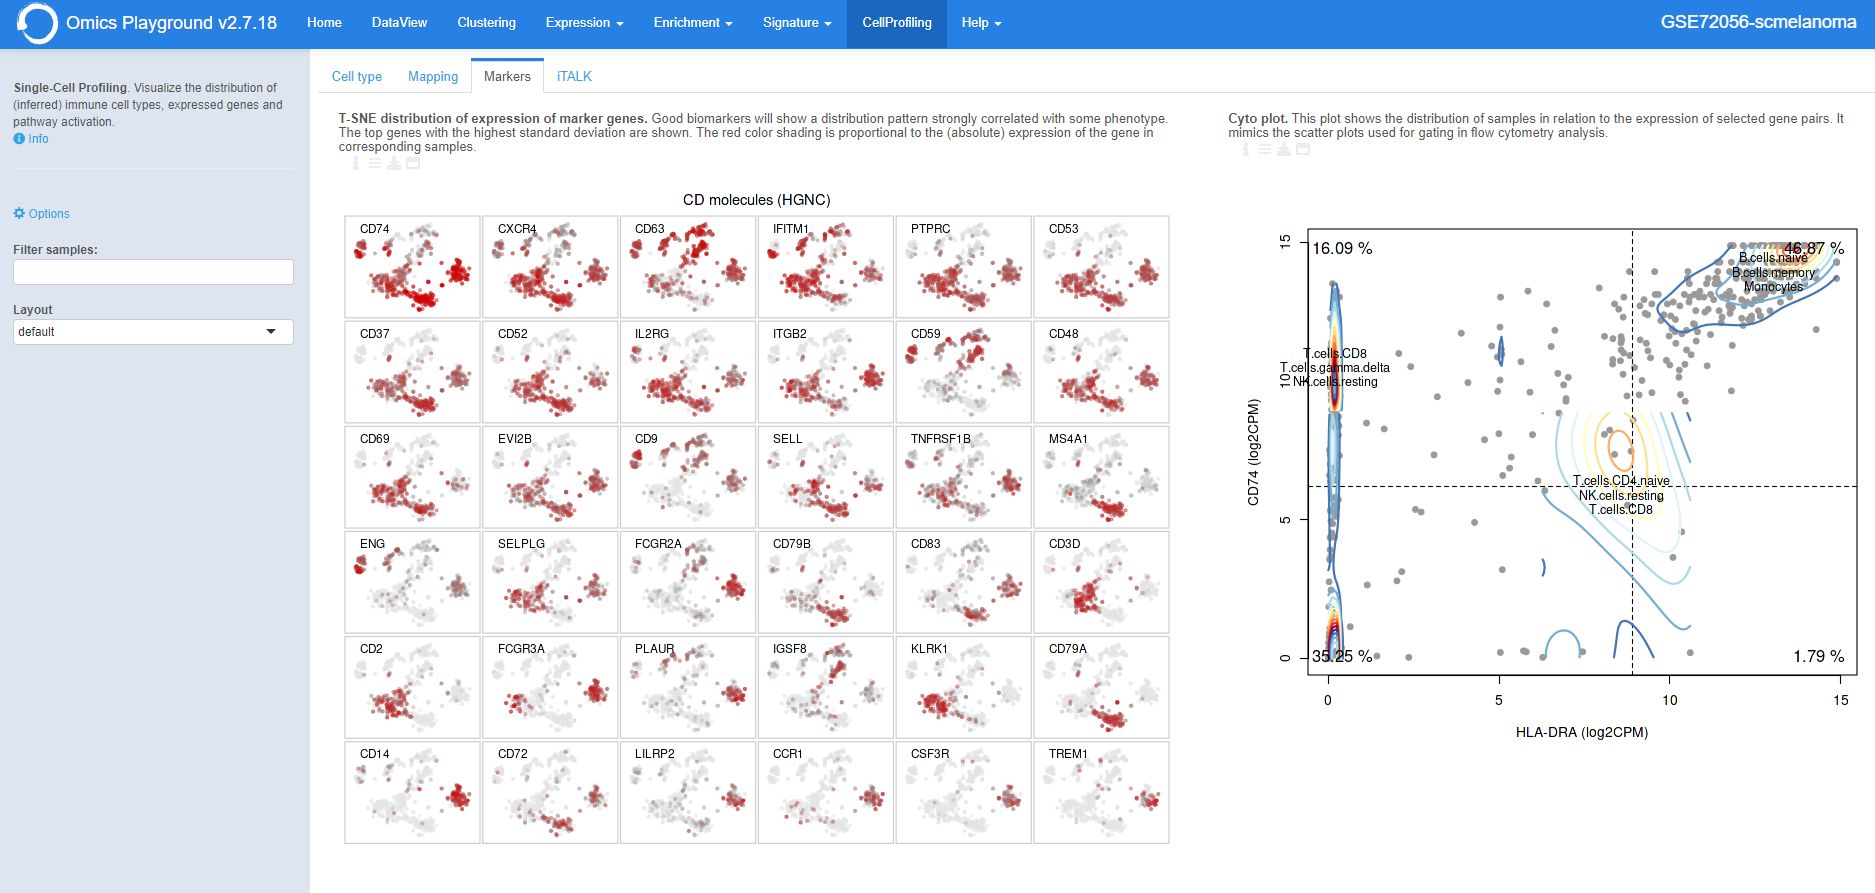 Omics Playground v2.7.18
Home
DataView
Clustering
Expression
Enrichment
Signature
CellProfiling
Help
GSE72056-scmelanoma
Single-Cell Profiling. Visualize the distribution of
(inferred) immune cell types, expressed genes and
pathway activation.
Info
Options
Filter samples:
Layout
default
Cell type
Mapping
Markers
iTALK
T-SNE distribution of expression of marker genes. Good biomarkers will show a distribution pattern strongly correlated with some phenotype.
The top genes with the highest standard deviation are shown. The red color shading is proportional to the (absolute) expression of the gene in
corresponding samples.
CD molecules (HGNC)
CD74
CXCR4
CD63
IFITM1
PTPRC
CD53
CD37
CD52
IL2RG
ITGB2
CD59
CD48
CD69
EVI2B
CD9
SELL
TNFRSF1B
MS4A1
ENG
SELPLG
FCGR2A
CD79B
CD83
CD3D
CD2
FCGR3A
PLAUR
IGSF8
KLRK1
CD79A
CD14
CD72
LILRP2
CCR1
CSF3R
TREM1
Cyto plot. This plot shows the distribution of samples in relation to the expression of selected gene pairs. It
mimics the scatter plots used for gating in flow cytometry analysis.
15
10
5
0
CD74 (log2CPM)
16.09 %
46.87 %
B.cells.naive
B.cells.memory
Monocytes
T.cells.CD8
T.cells.gamma.delta
NK.cells.resting
T.cells.CD4.naive
NK.cells.resting
T.cells.CD8
35.25 %
1.79 %
0
5
10
15
HLA-DRA (log2CPM)